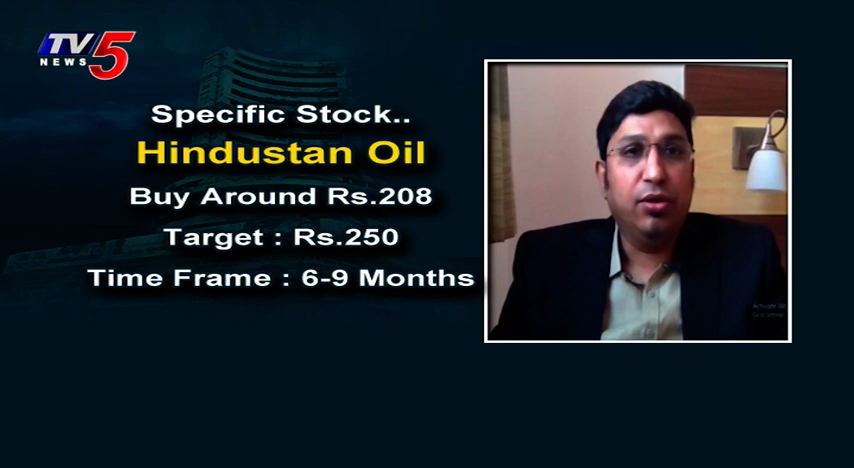 TV5
NEWS
Specific Stock..
Hindustan Oil
Buy Around Rs.208
Target : Rs.250
Time Frame : 6-9 Months